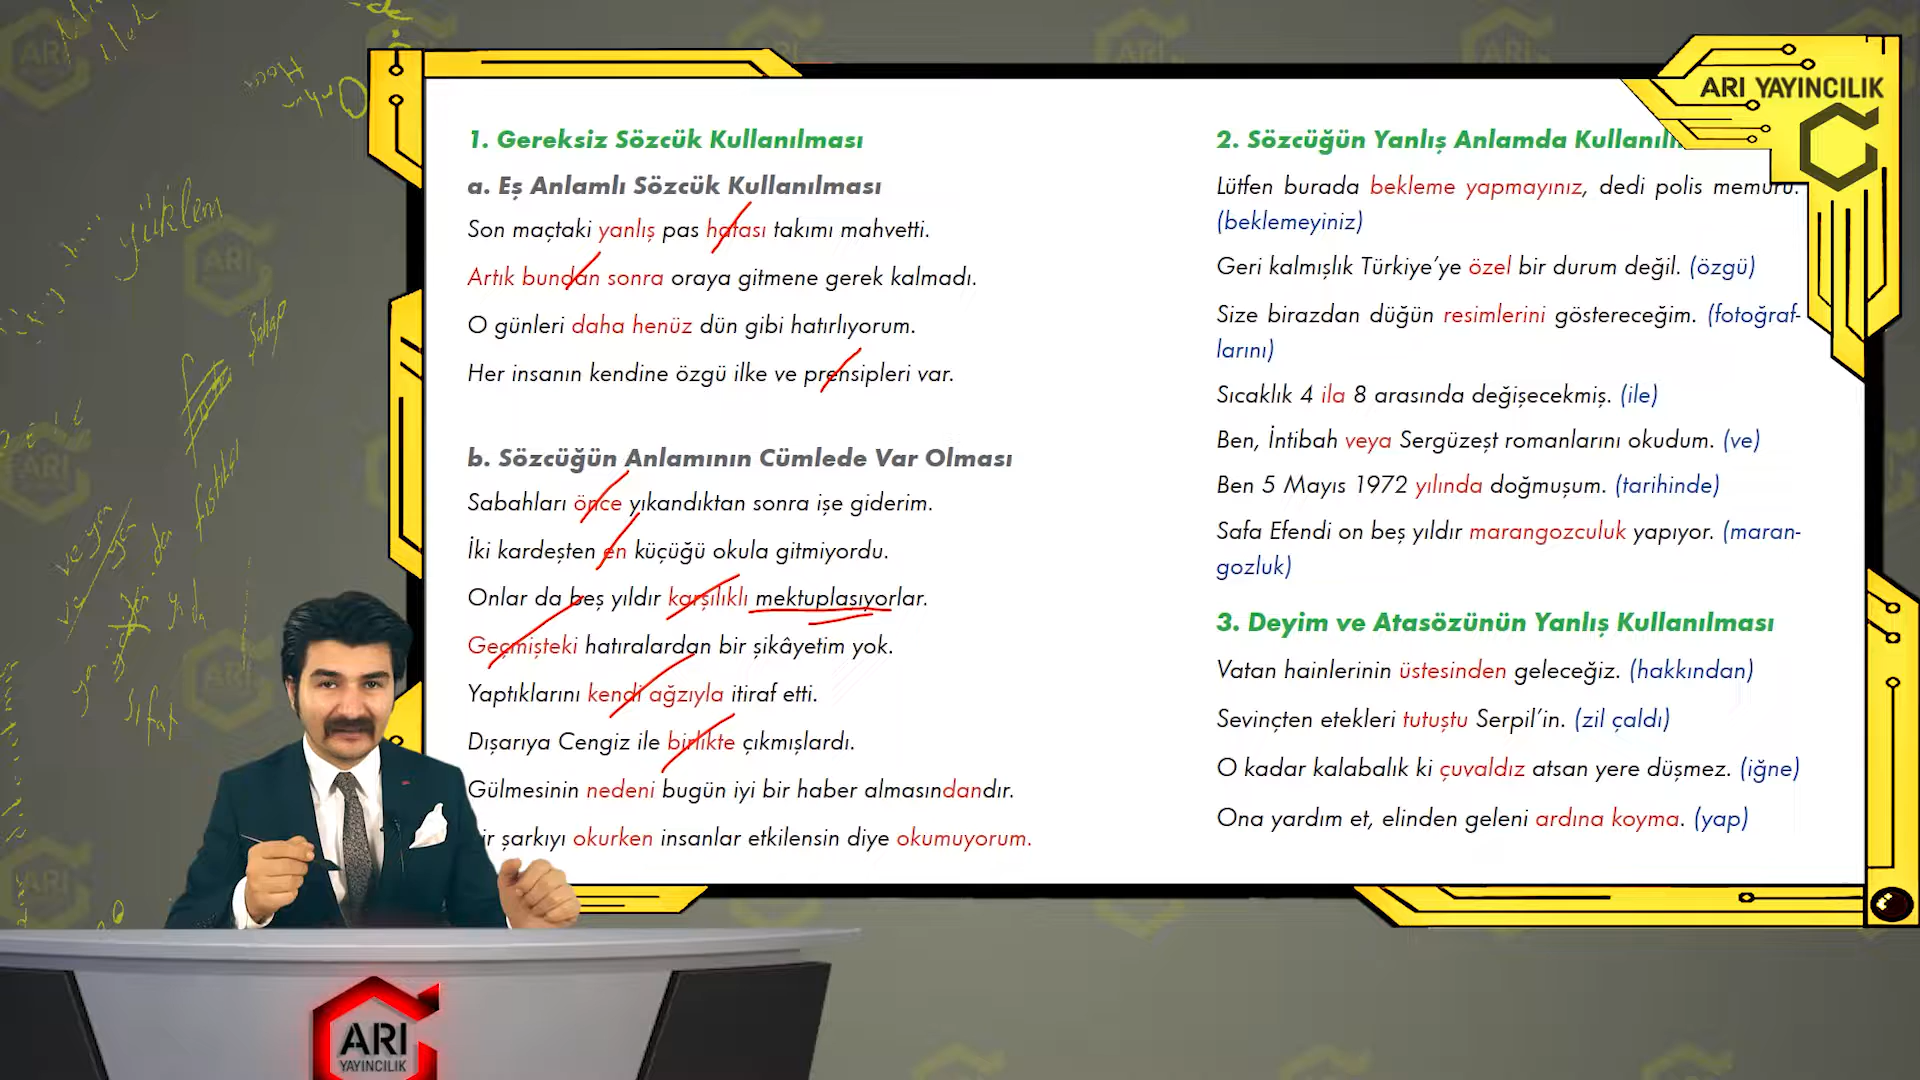 ARI YAYINCILIK
1. Gereksiz Sözcük Kullanılması
a. Eş Anlamlı Sözcük Kullanılması
Son maçtaki yanlış pas hatası takımı mahvetti.
Artık bundan sonra oraya gitmene gerek kalmadı.
O günleri daha henüz dün gibi hatırlıyorum.
Her insanın kendine özgü ilke ve prensipleri var.
b. Sözcüğün Anlamının Cümlede Var Olması
Sabahları önce yıkandıktan sonra işe giderim.
İki kardeşten en küçüğü okula gitmiyordu.
Onlar da beş yıldır karşılıklı mektuplaşıyorlar.
Geçmişteki hatıralardan bir şikâyetim yok.
Yaptıklarını kendi ağzıyla itiraf etti.
Dışarıya Cengiz ile birlikte çıkmışlardı.
Gülmesinin nedeni bugün iyi bir haber almasındandır.
şarkıyı okurken insanlar etkilensin diye okumuyorum.
2. Sözcüğün Yanlış Anlamda
Lütfen burada bekleme yapmayınız, dedi polis memuru.
(beklemeyiniz)
Geri kalmışlık Türkiye'ye özel bir durum değil. (özgü)
Size birazdan düğün resimlerini göstereceğim. (fotoğraf-
larını)
Sıcaklık 4 ila 8 arasında değişecekmiş. (ile)
Ben, İntibah veya Sergüzeşt romanlarını okudum. (ve)
Ben 5 Mayıs 1972 yılında doğmuşum. (tarihinde)
Safa Efendi on beş yıldır marangozculuk yapıyor. (maran-
gozluk)
3. Deyim ve Atasözünün Yanlış Kullanılması
Vatan hainlerinin üstesinden geleceğiz. (hakkından)
Sevinçten etekleri tutuştu Serpil'in. (zil çaldı)
O kadar kalabalık ki çuvaldız atsan yere düşmez. (iğne)
Ona yardım et, elinden geleni ardına koyma. (yap)
yüklem
fıstıkçı
ya da
sıfat
ARI
YAYINCILIK